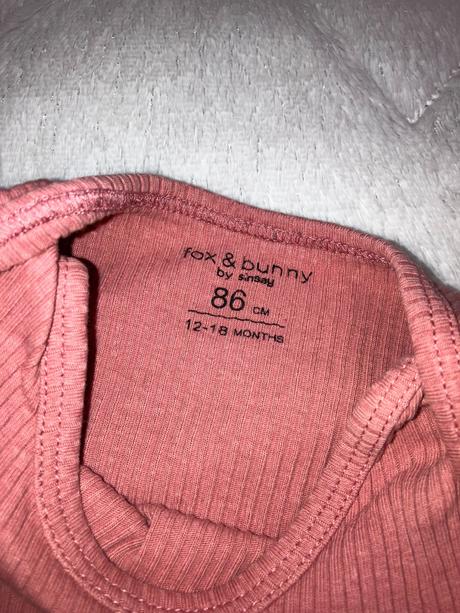 fox & bunny
by sinsay
86 CM
12-18 MONTHS